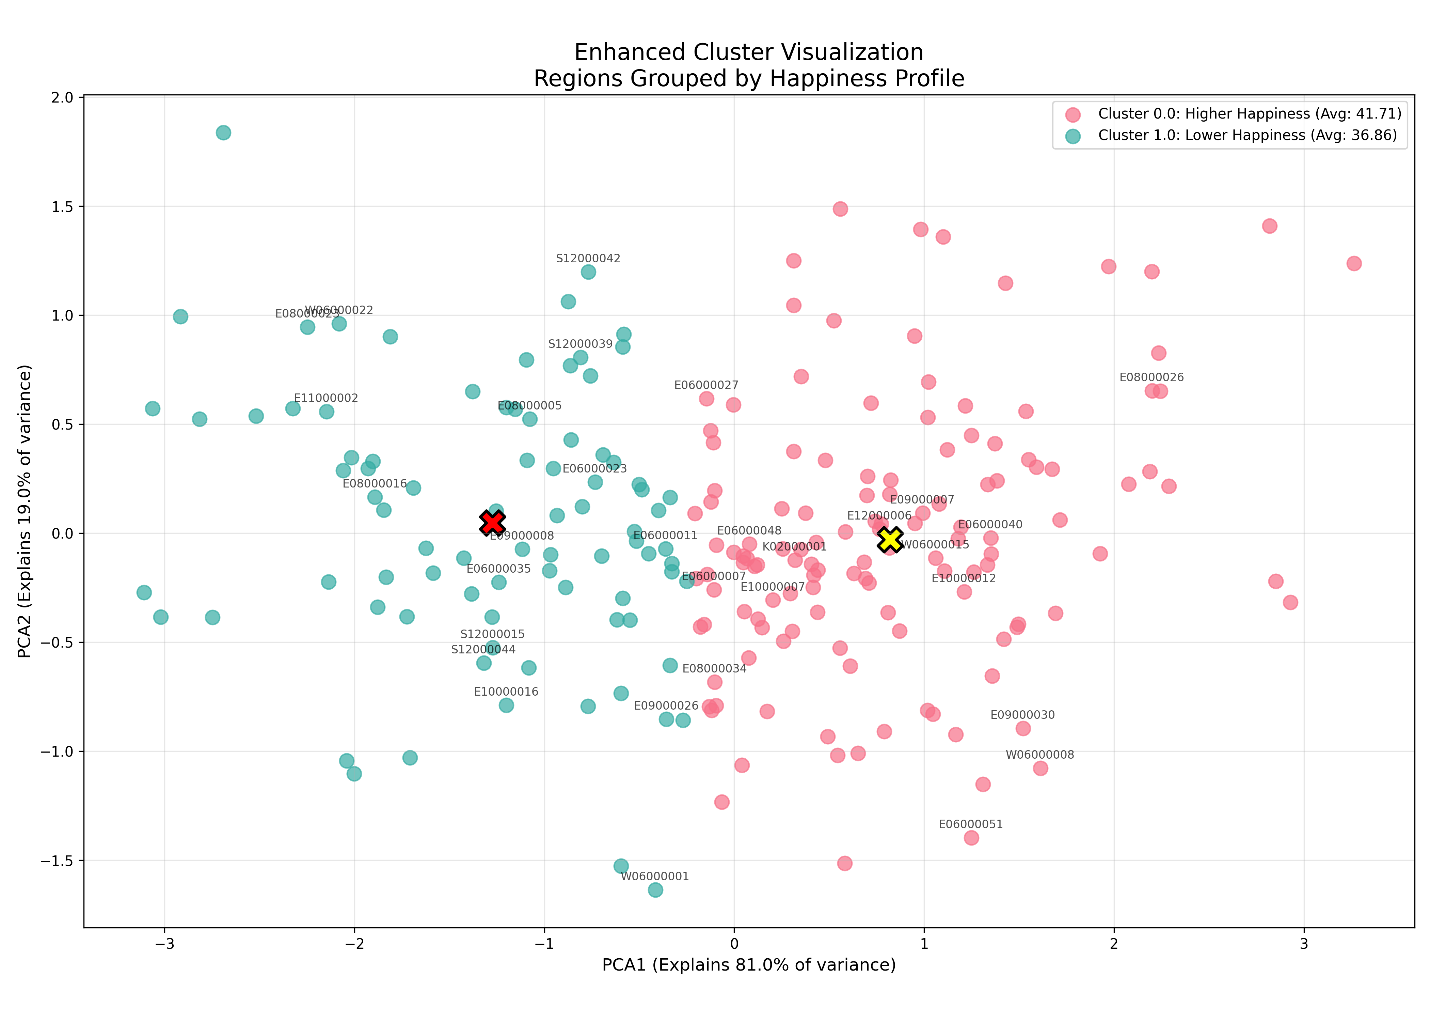 Enhanced Cluster Visualization
Regions Grouped by Happiness Profile
Cluster 0.0: Higher Happiness (Avg: 41.71)
Cluster 1.0: Lower Happiness (Avg: 36.86)
PCA2 (Explains 19.0% of variance)
2.0
1.5
1.0
0.5
0.0
−0.5
−1.0
−1.5
S12000042
W06000022
E08000023
S12000039
E08000026
E06000027
E11000002
E08000005
E06000023
E08000016
E09000007
E12000006
E06000040
E06000048
E09000008
E06000011
K02000001
W06000015
E06000035
E06000007
E10000012
E10000007
S12000015
S12000044
E08000034
E10000016
E09000026
E09000030
W06000008
E06000051
W06000001
−3
−2
−1
0
1
2
3
PCA1 (Explains 81.0% of variance)